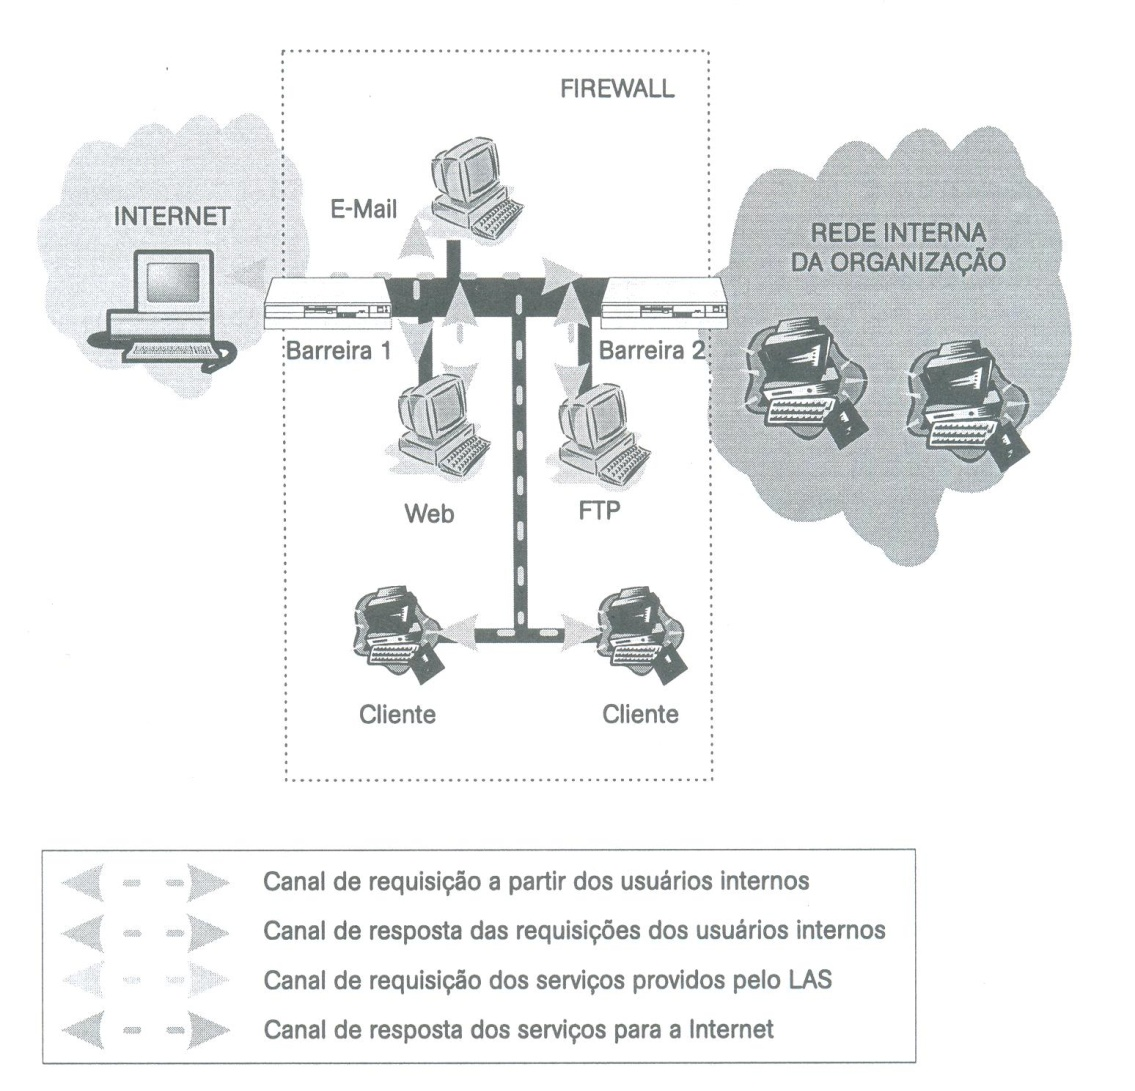 FIREWALL
INTERNET
E-Mail
REDE INTERNA
DA ORGANIZAÇÃO
Barreira 1
Barreira 2
Web
FTP
Cliente
Cliente
Canal de requisição a partir dos usuários internos
Canal de resposta das requisições dos usuários internos
Canal de requisição dos serviços providos pelo LAS
Canal de resposta dos serviços para a Internet